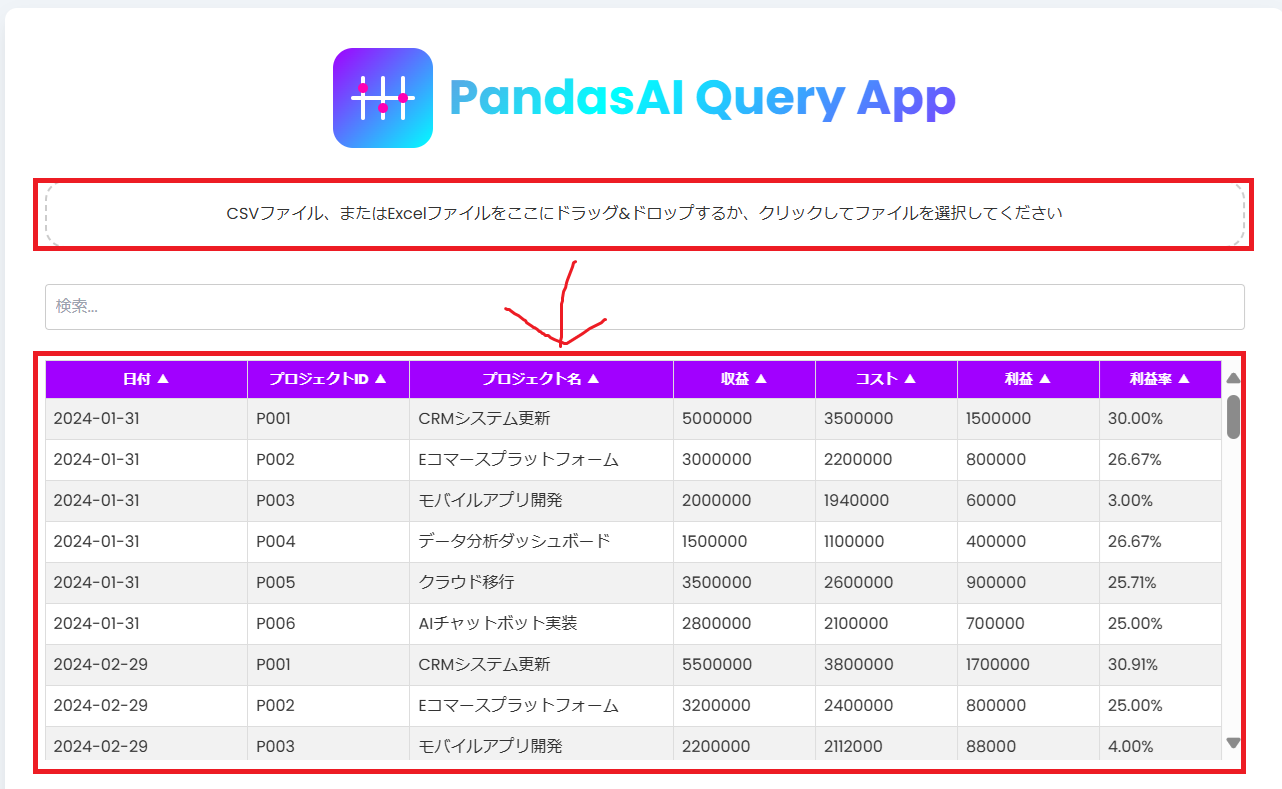 PandasAI Query App
CSVファイル、またはExcelファイルをここにドラッグ&ドロップするか、クリックしてファイルを選択してください
検索...
日付 ▲ プロジェクトID ▲ プロジェクト名 ▲ 収益 ▲ コスト ▲ 利益 ▲ 利益率 ▲
2024-01-31 P001 CRMシステム更新 5000000 3500000 1500000 30.00%
2024-01-31 P002 Eコマースプラットフォーム 3000000 2200000 800000 26.67%
2024-01-31 P003 モバイルアプリ開発 2000000 1940000 60000 3.00%
2024-01-31 P004 データ分析ダッシュボード 1500000 1100000 400000 26.67%
2024-01-31 P005 クラウド移行 3500000 2600000 900000 25.71%
2024-01-31 P006 AIチャットボット実装 2800000 2100000 700000 25.00%
2024-02-29 P001 CRMシステム更新 5500000 3800000 1700000 30.91%
2024-02-29 P002 Eコマースプラットフォーム 3200000 2400000 800000 25.00%
2024-02-29 P003 モバイルアプリ開発 2200000 2112000 88000 4.00%